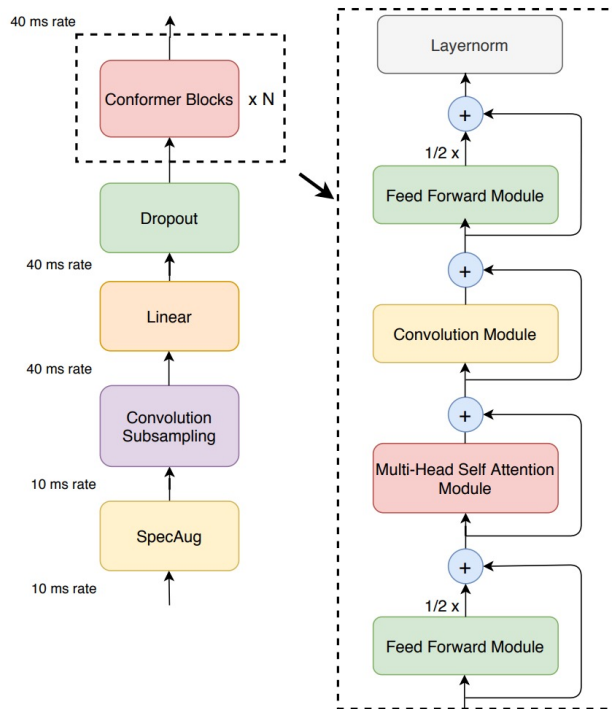 40 ms rate
Conformer Blocks
x N
Dropout
40 ms rate
Linear
40 ms rate
Convolution
Subsampling
10 ms rate
SpecAug
10 ms rate
Layernorm
+
1/2 x
Feed Forward Module
+
Convolution Module
+
Multi-Head Self Attention
Module
+
1/2 x
Feed Forward Module